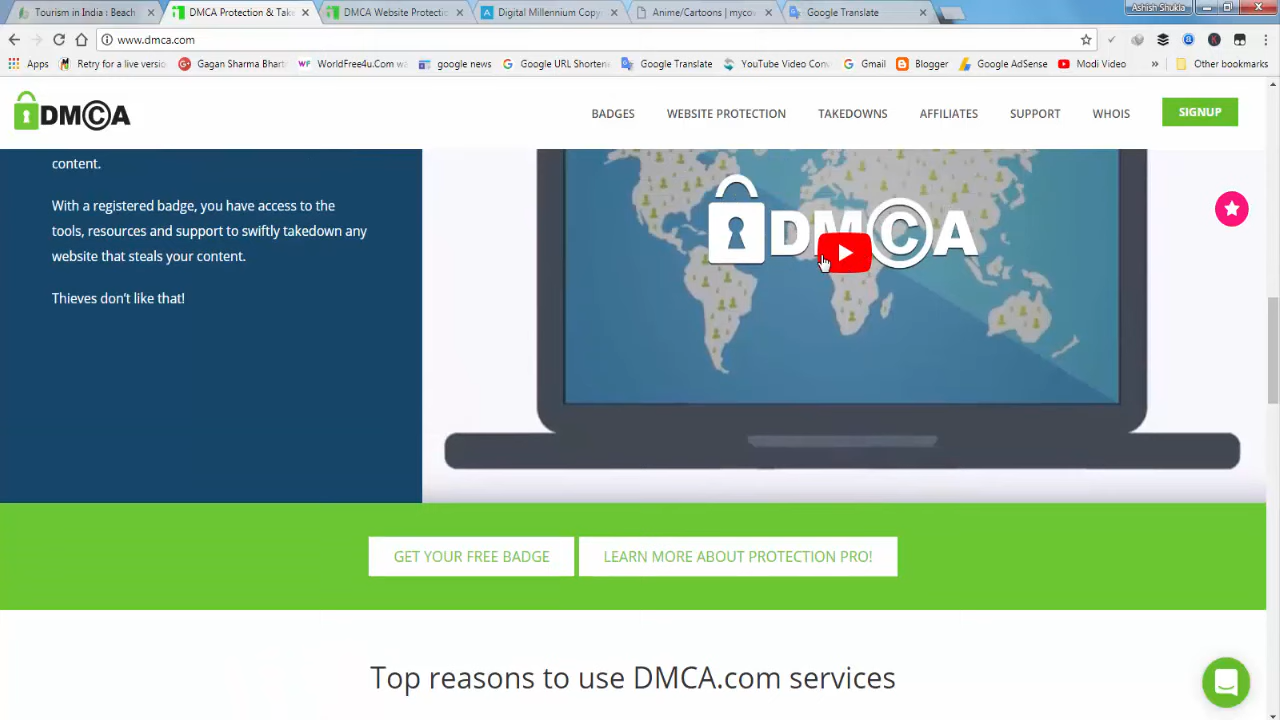 Ashish Shukla
Tourism in India : Beach
DMCA Protection & Take
DMCA Website Protecti
Digital Millennium Copy
Anime/Cartoons | myco
Google Translate
www.dmca.com
Apps
Retry for a live versio
Gagan Sharma Bhart
WorldFree4u.Com
google news
Google URL Shorten
Google Translate
YouTube Video Con
Gmail
Blogger
Google AdSense
Modi Video
»
Other bookmarks
DMCA
BADGES
WEBSITE PROTECTION
TAKEDOWNS
AFFILIATES
SUPPORT
WHOIS
SIGNUP
content.
With a registered badge, you have access to the
tools, resources and support to swiftly takedown any
website that steals your content.
Thieves don't like that!
DMCA
GET YOUR FREE BADGE
LEARN MORE ABOUT PROTECTION PRO!
Top reasons to use DMCA.com services